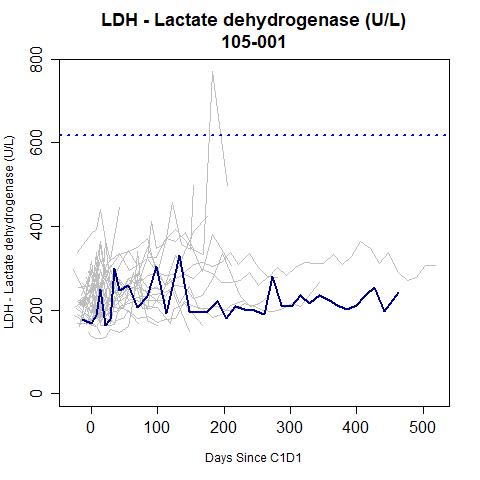 LDH - Lactate dehydrogenase (U/L)
105-001
LDH - Lactate dehydrogenase (U/L)
800
600
400
200
0
0 100 200 300 400 500
Days Since C1D1